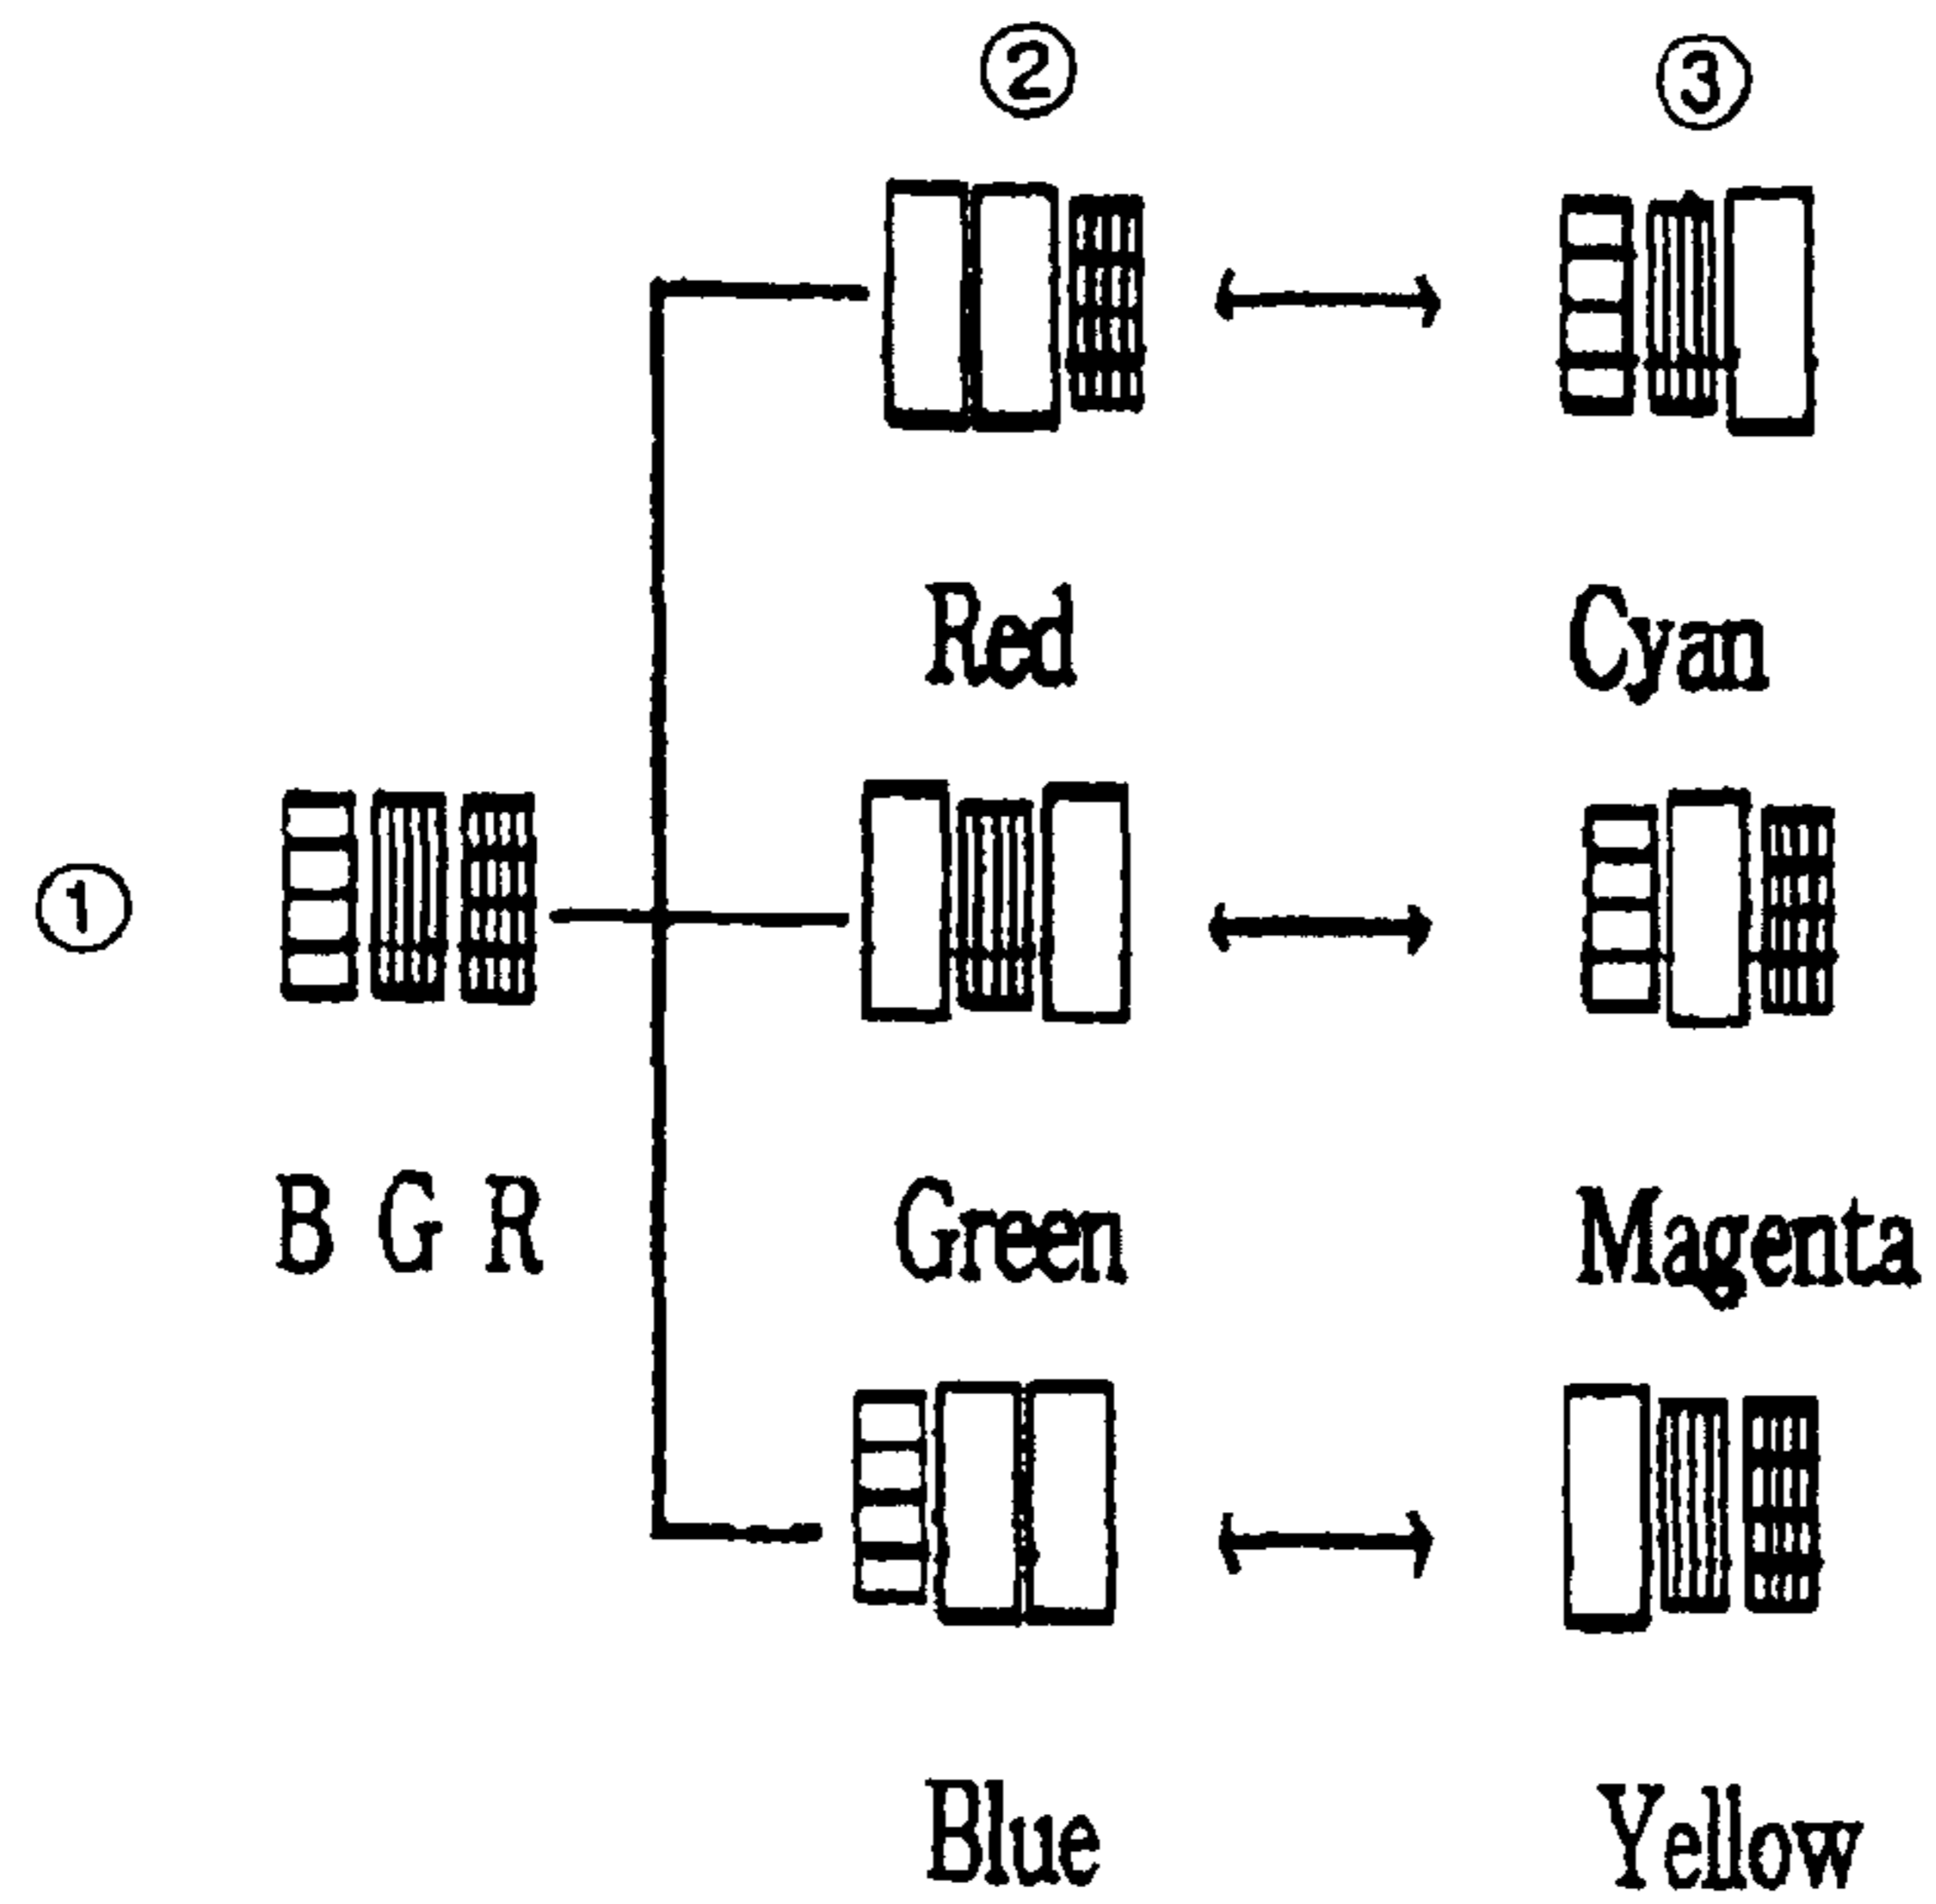 ② ③
Red Cyan
①
B G R Green Magenta
Blue Yellow